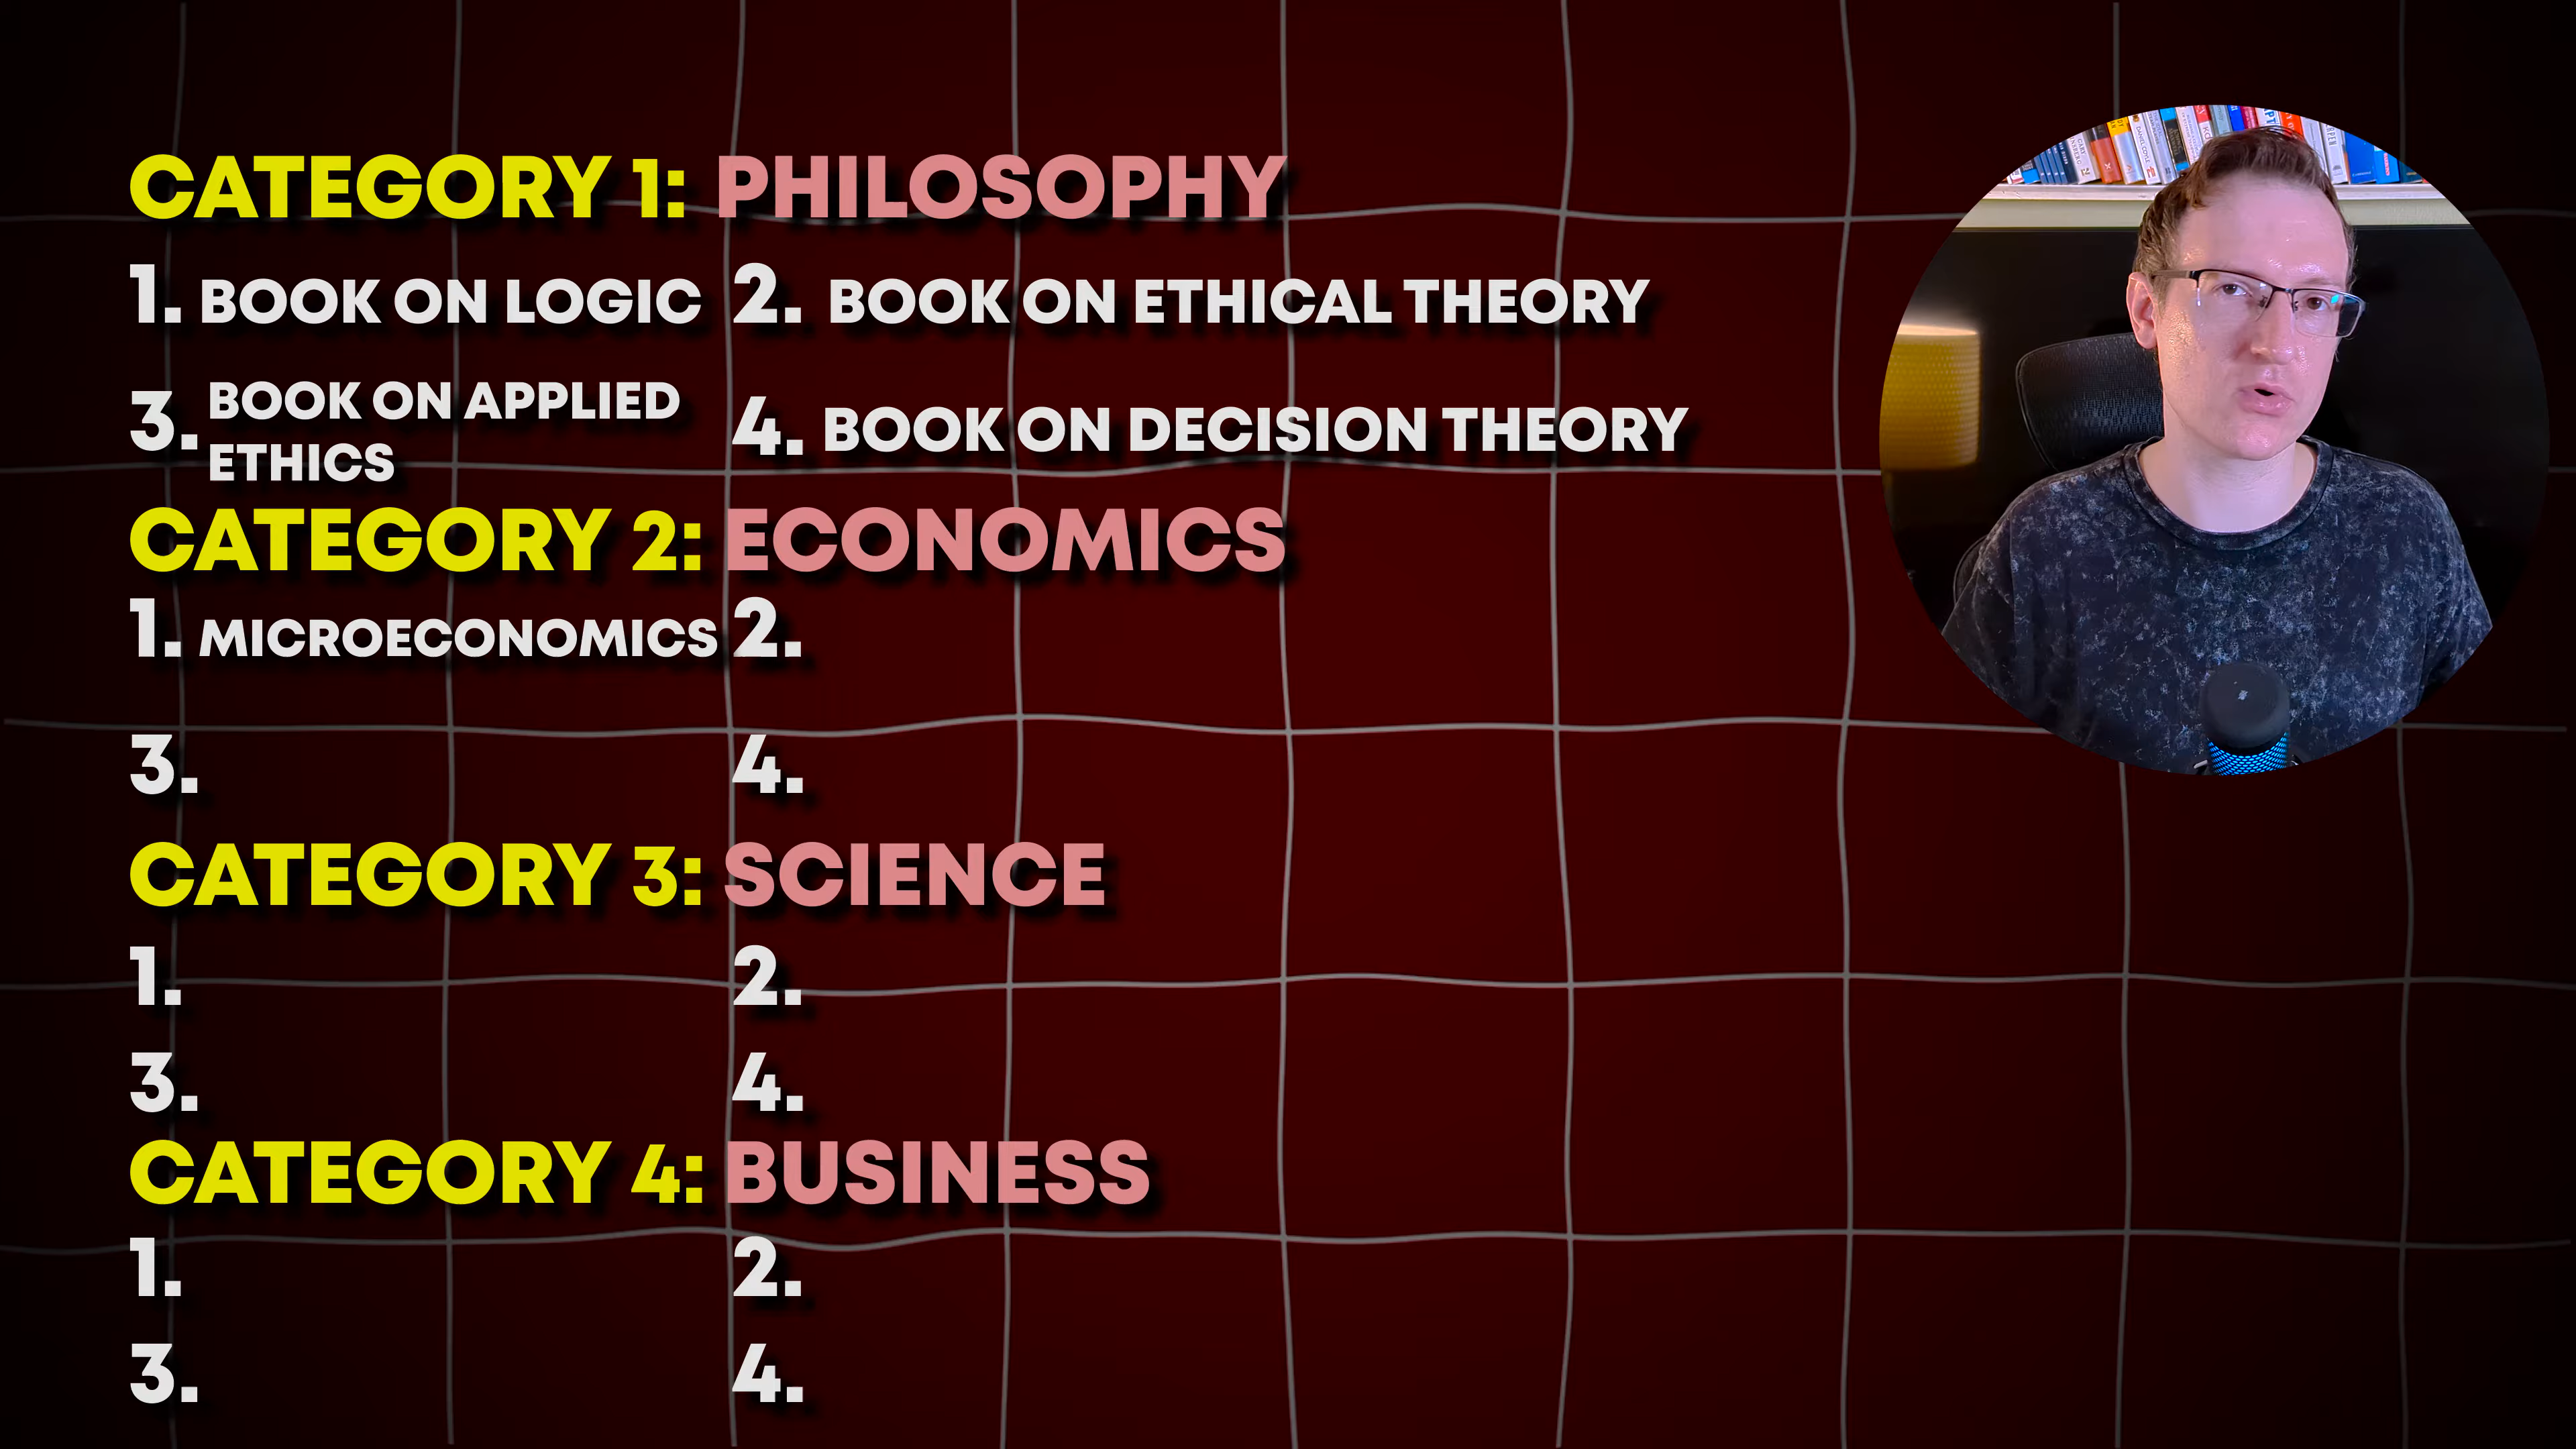 CATEGORY 1: PHILOSOPHY
1. BOOK ON LOGIC
2. BOOK ON ETHICAL THEORY
3. BOOK ON APPLIED
ETHICS
4. BOOK ON DECISION THEORY
CATEGORY 2: ECONOMICS
1. MICROECONOMICS
2.
3.
4.
CATEGORY 3: SCIENCE
1.
2.
3.
4.
CATEGORY 4: BUSINESS
1.
2.
3.
4.